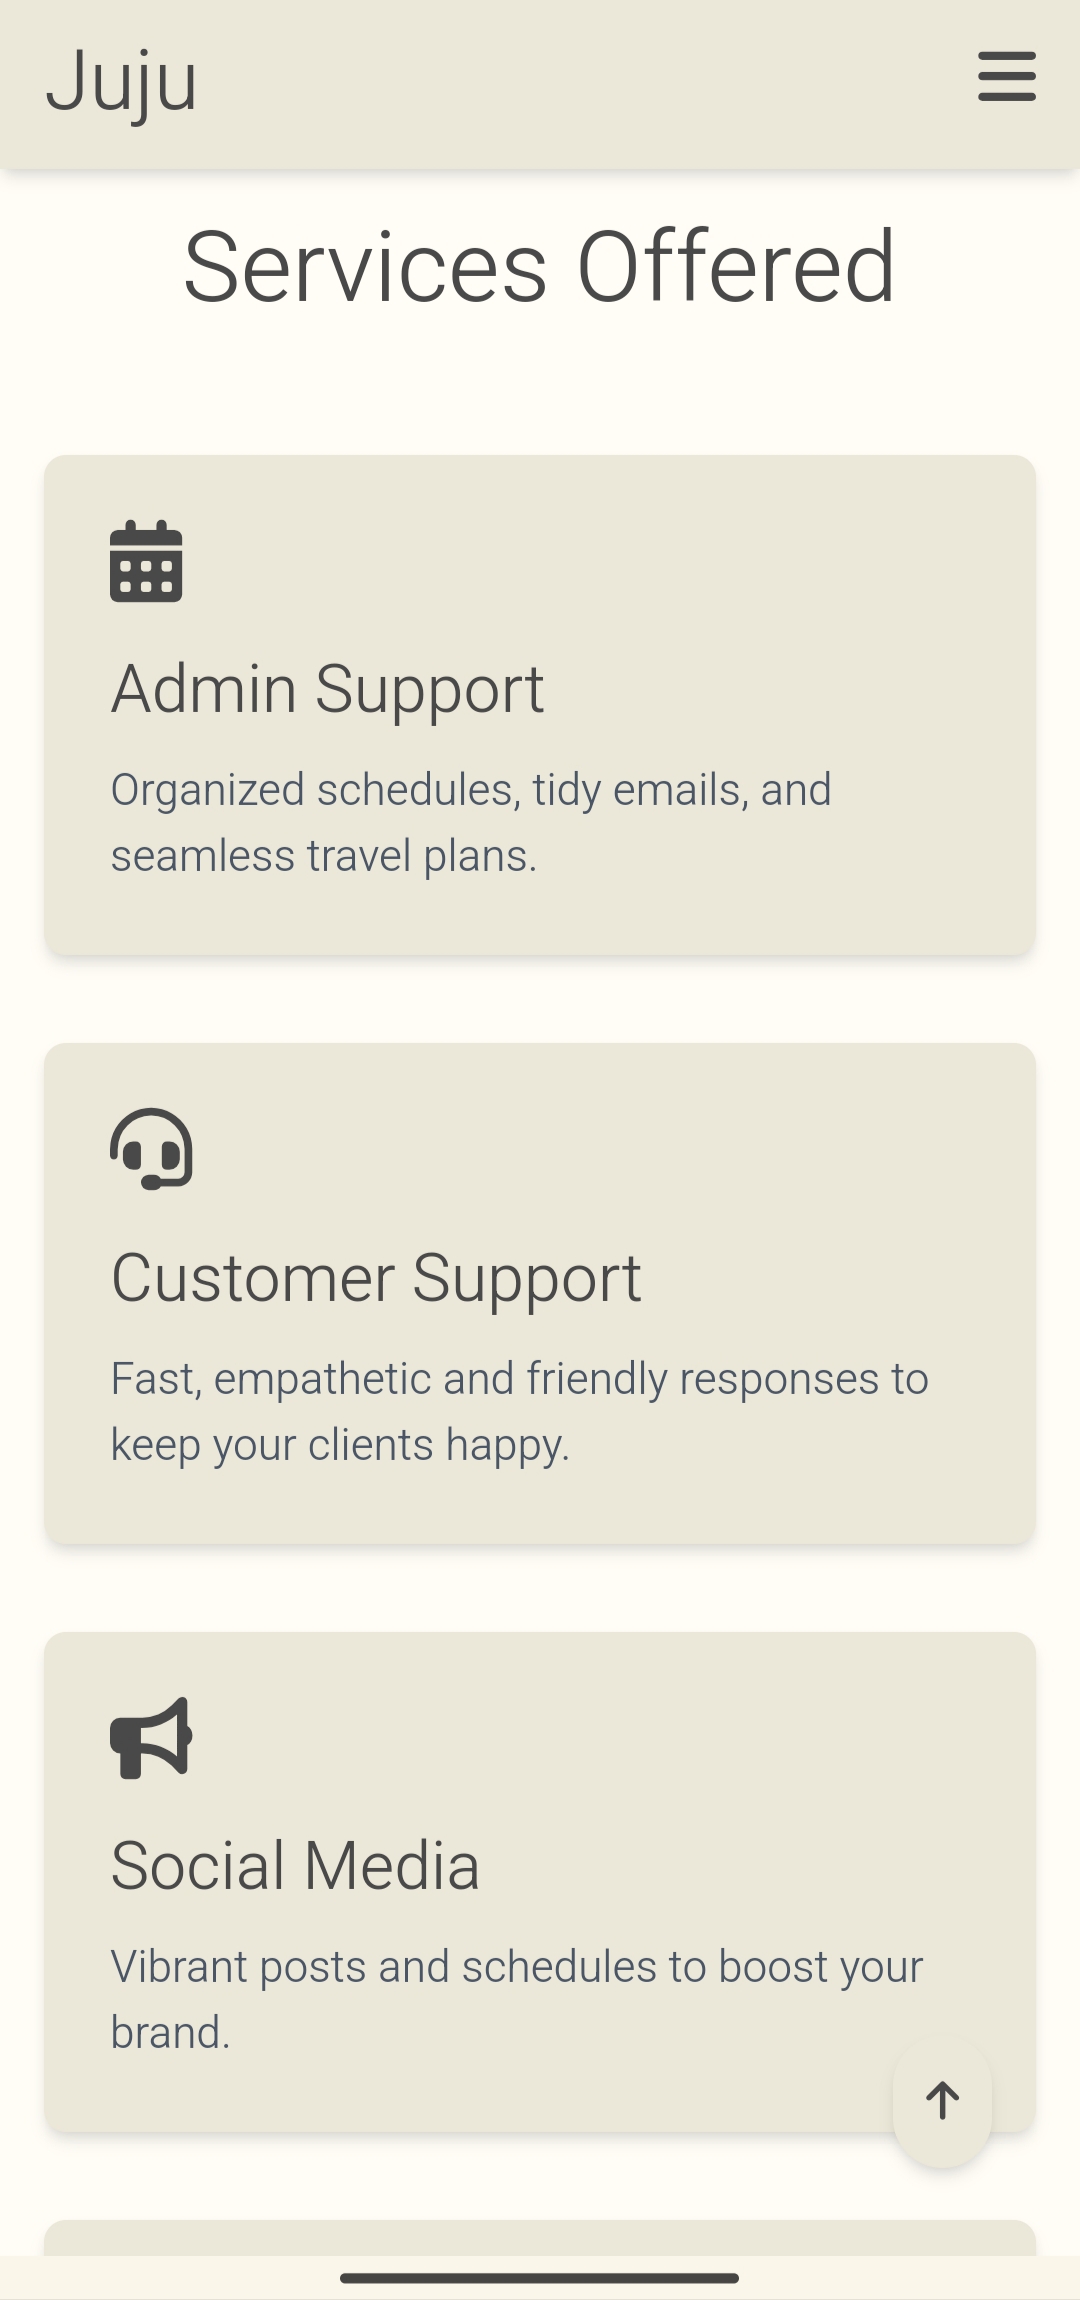 Juju
Services Offered
Admin Support
Organized schedules, tidy emails, and
seamless travel plans.
Customer Support
Fast, empathetic and friendly responses to
keep your clients happy.
Social Media
Vibrant posts and schedules to boost your
brand.